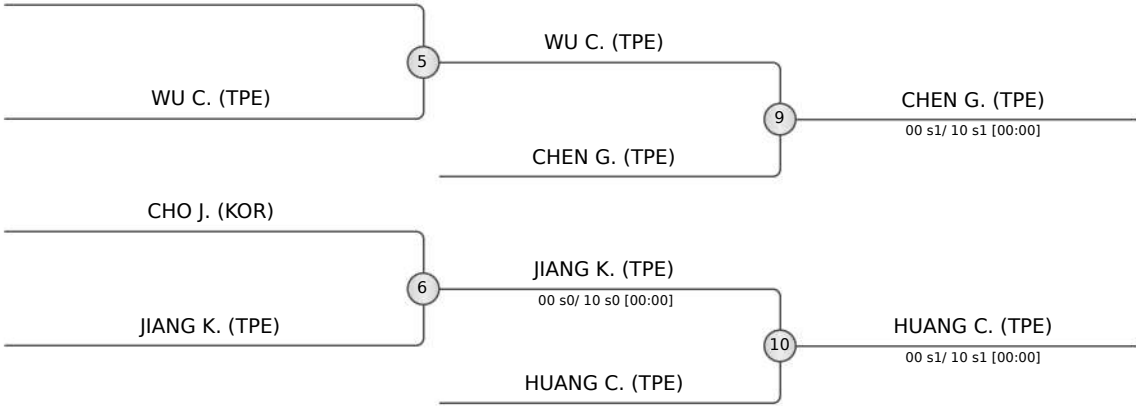 WU C. (TPE)
5
WU C. (TPE)
CHEN G. (TPE)
9
CHEN G. (TPE)
00 s1/ 10 s1 [00:00]
CHO J. (KOR)
JIANG K. (TPE)
6
JIANG K. (TPE)
00 s0/ 10 s0 [00:00]
HUANG C. (TPE)
10
HUANG C. (TPE)
00 s1/ 10 s1 [00:00]